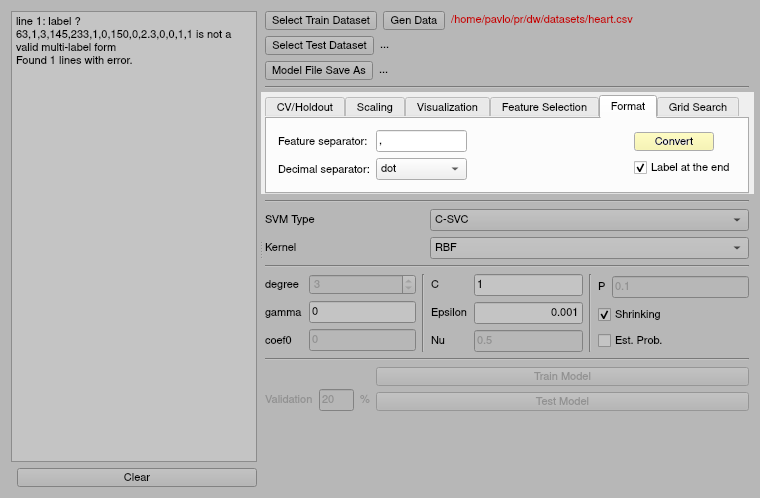 line 1: label ?
63,1,3,145,233,1,0,150,0,2.3,0,0,1,1 is not a
valid multi-label form
Found 1 lines with error.
Clear
Select Train Dataset
Gen Data
/home/pavlo/pr/dw/datasets/heart.csv
Select Test Dataset
...
Model File Save As
...
CV/Holdout
Scaling
Visualization
Feature Selection
Format
Grid Search
Feature separator:
,
Convert
Decimal separator:
dot
Label at the end
SVM Type
C-SVC
Kernel
RBF
degree
3
C
1
P
0.1
gamma
0
Epsilon
0.001
Shrinking
coef0
0
Nu
0.5
Est. Prob.
Train Model
Validation
20
%
Test Model